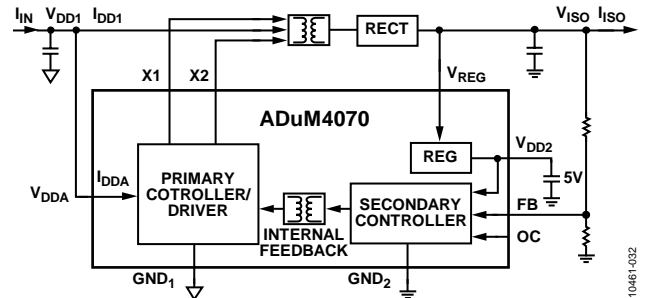 IIN VDD1 IDD1
VISO IISO
RECT
X1 X2
VREG
ADuM4070
VDD2
REG
IDDA
VDDA
PRIMARY
COTROLLER/
DRIVER
5V
SECONDARY
CONTROLLER
FB
INTERNAL
FEEDBACK
OC
GND1
GND2
10461-032